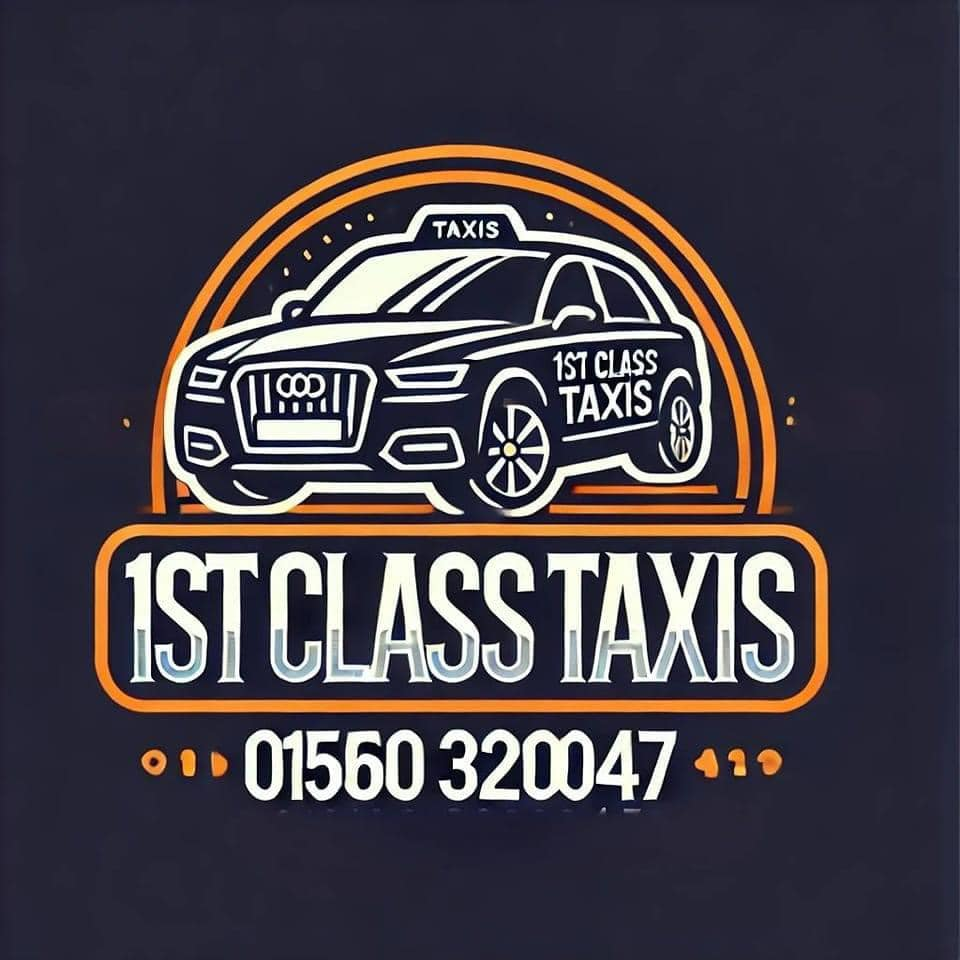 TAXIS
1ST CLASS
TAXIS
1ST CLASS TAXIS
01560 320047